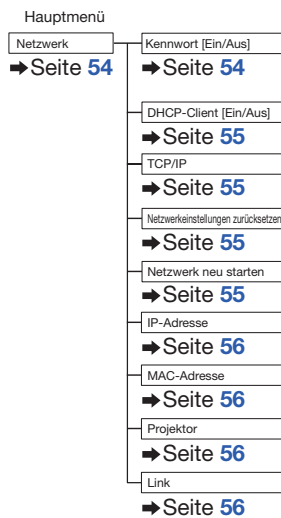 Hauptmenü
Netzwerk
➡Seite 54
Kennwort [Ein/Aus]
➡Seite 54
DHCP-Client [Ein/Aus]
➡Seite 55
TCP/IP
➡Seite 55
Netzwerkeinstellungen zurücksetzen
➡Seite 55
Netzwerk neu starten
➡Seite 55
IP-Adresse
➡Seite 56
MAC-Adresse
➡Seite 56
Projektor
➡Seite 56
Link
➡Seite 56